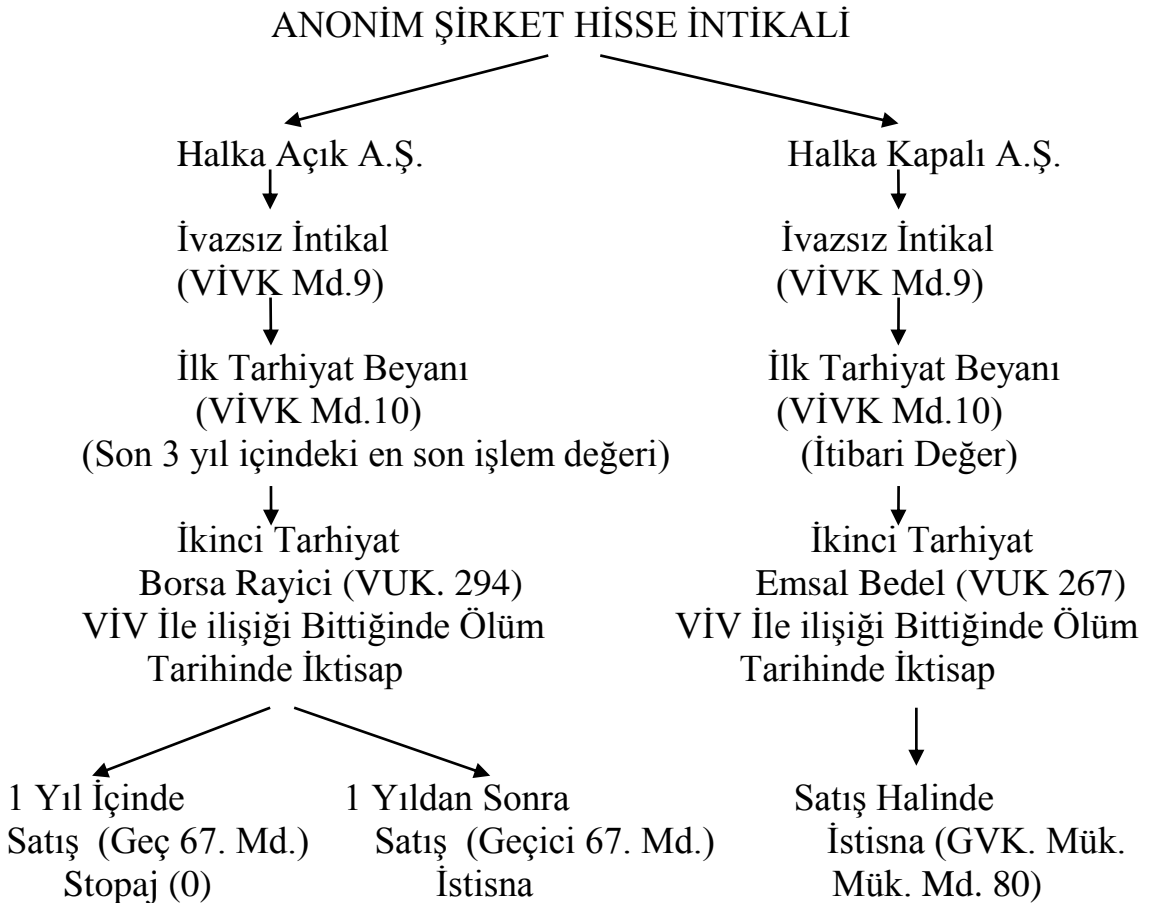 ANONİM ŞİRKET HİSSE İNTİKALİ
Halka Açık A.Ş.
İvazsız İntikal
(VİVK Md.9)
İlk Tarhiyat Beyanı
(VİVK Md.10)
(Son 3 yıl içindeki en son işlem değeri)
İkinci Tarhiyat
Borsa Rayici (VUK. 294)
VİV İle ilişiği Bittiğinde Ölüm
Tarihinde İktisap
1 Yıl İçinde
Satış (Geç 67. Md.)
Stopaj (0)
1 Yıldan Sonra
Satış (Geçici 67. Md.)
İstisna
Halka Kapalı A.Ş.
İvazsız İntikal
(VİVK Md.9)
İlk Tarhiyat Beyanı
(VİVK Md.10)
(İtibari Değer)
İkinci Tarhiyat
Emsal Bedel (VUK 267)
VİV İle ilişiği Bittiğinde Ölüm
Tarihinde İktisap
Satış Halinde
İstisna (GVK. Mük.
Mük. Md. 80)